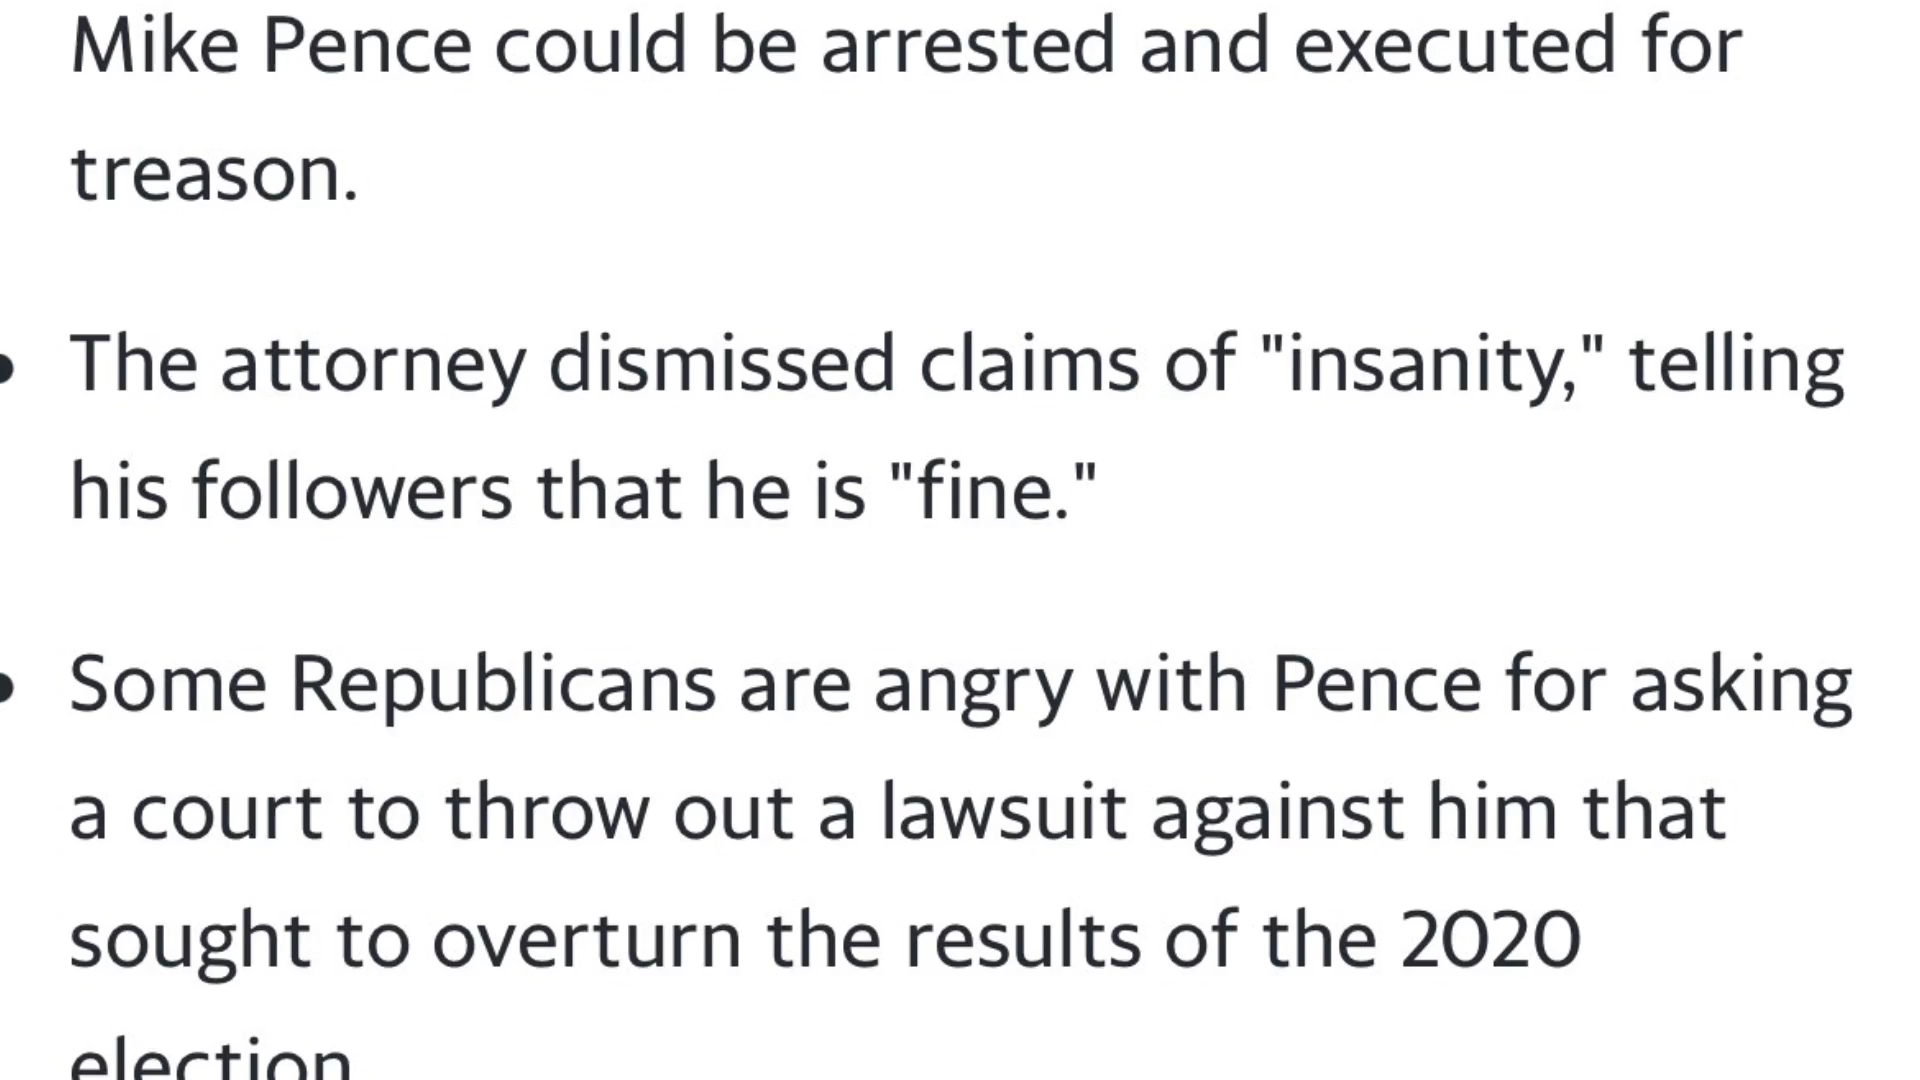 Mike Pence could be arrested and executed for
treason.
• The attorney dismissed claims of "insanity," telling
his followers that he is "fine."
• Some Republicans are angry with Pence for asking
a court to throw out a lawsuit against him that
sought to overturn the results of the 2020
election